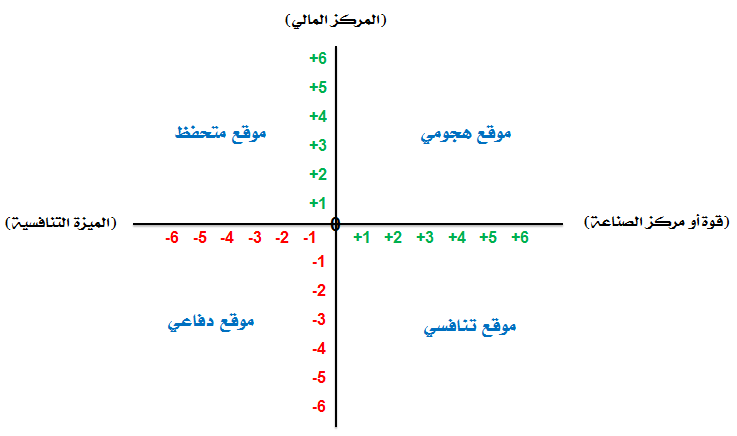 (المركز المالي)
+6
+5
+4
موقع متحفظ
موقع هجومي
+3
+2
+1
(الميزة التنافسية)
0
(قوة أو مركز الصناعة)
-6 -5 -4 -3 -2 -1 +1 +2 +3 +4 +5 +6
-1
-2
-3
موقع دفاعي
موقع تنافسي
-4
-5
-6